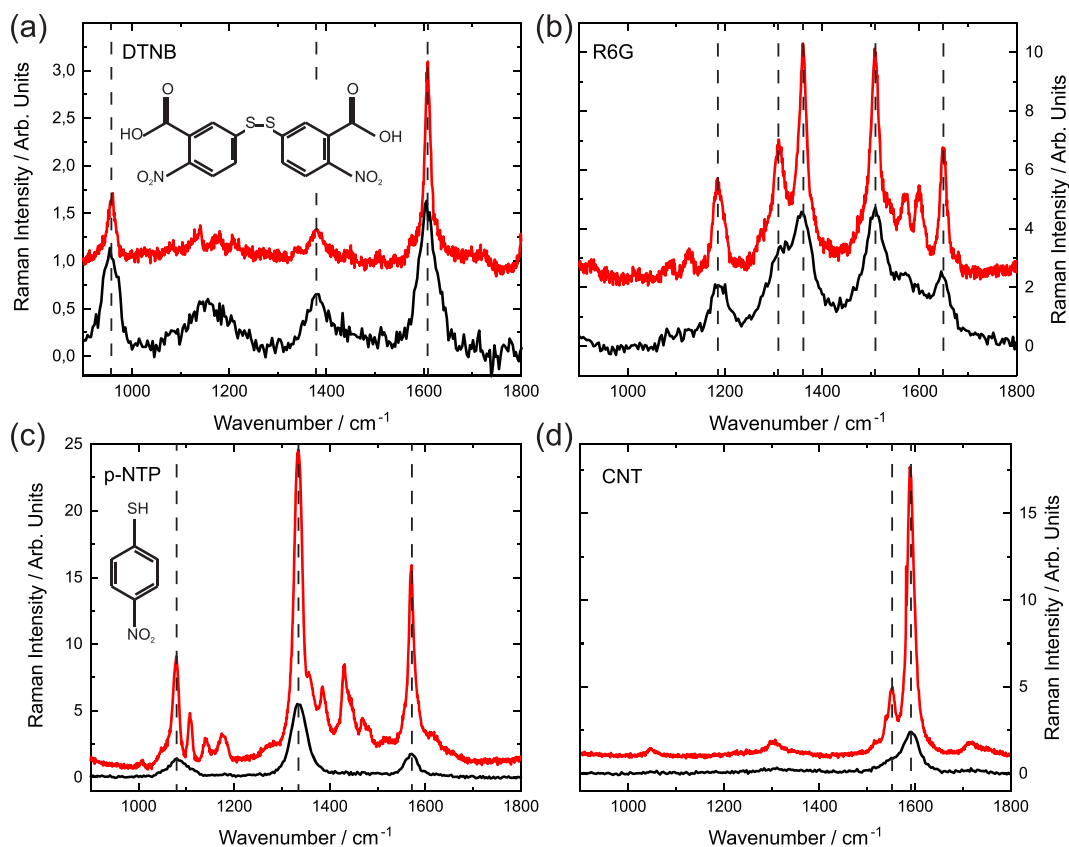 (a)
DTNB
Raman Intensity / Arb. Units
3,0
2,5
2,0
1,5
1,0
0,5
0,0
O
HO
S S
O
OH
NO₂
NO₂
1000 1200 1400 1600 1800
Wavenumber / cm⁻¹
(b)
R6G
10
8
6
4
2
0
Raman Intensity / Arb. Units
1000 1200 1400 1600 1800
Wavenumber / cm⁻¹
(c)
p-NTP
Raman Intensity / Arb. Units
25
20
15
10
5
0
SH
NO₂
1000 1200 1400 1600 1800
Wavenumber / cm⁻¹
(d)
CNT
15
10
5
0
Raman Intensity / Arb. Units
1000 1200 1400 1600 1800
Wavenumber / cm⁻¹